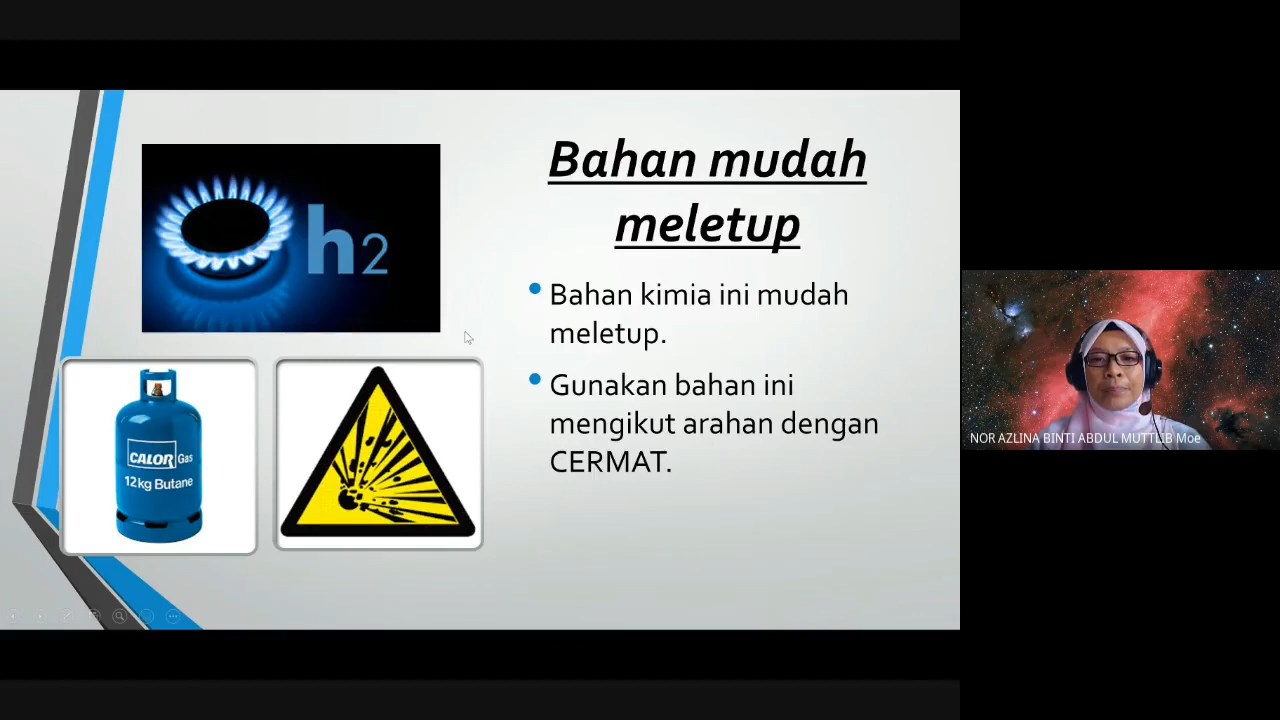 h2
CALOR Gas
12kg Butane
Bahan mudah
meletup
Bahan kimia ini mudah
meletup.
Gunakan bahan ini
mengikut arahan dengan
CERMAT.
NOR AZLINA BINTI ABDUL MUTTLIB Moe